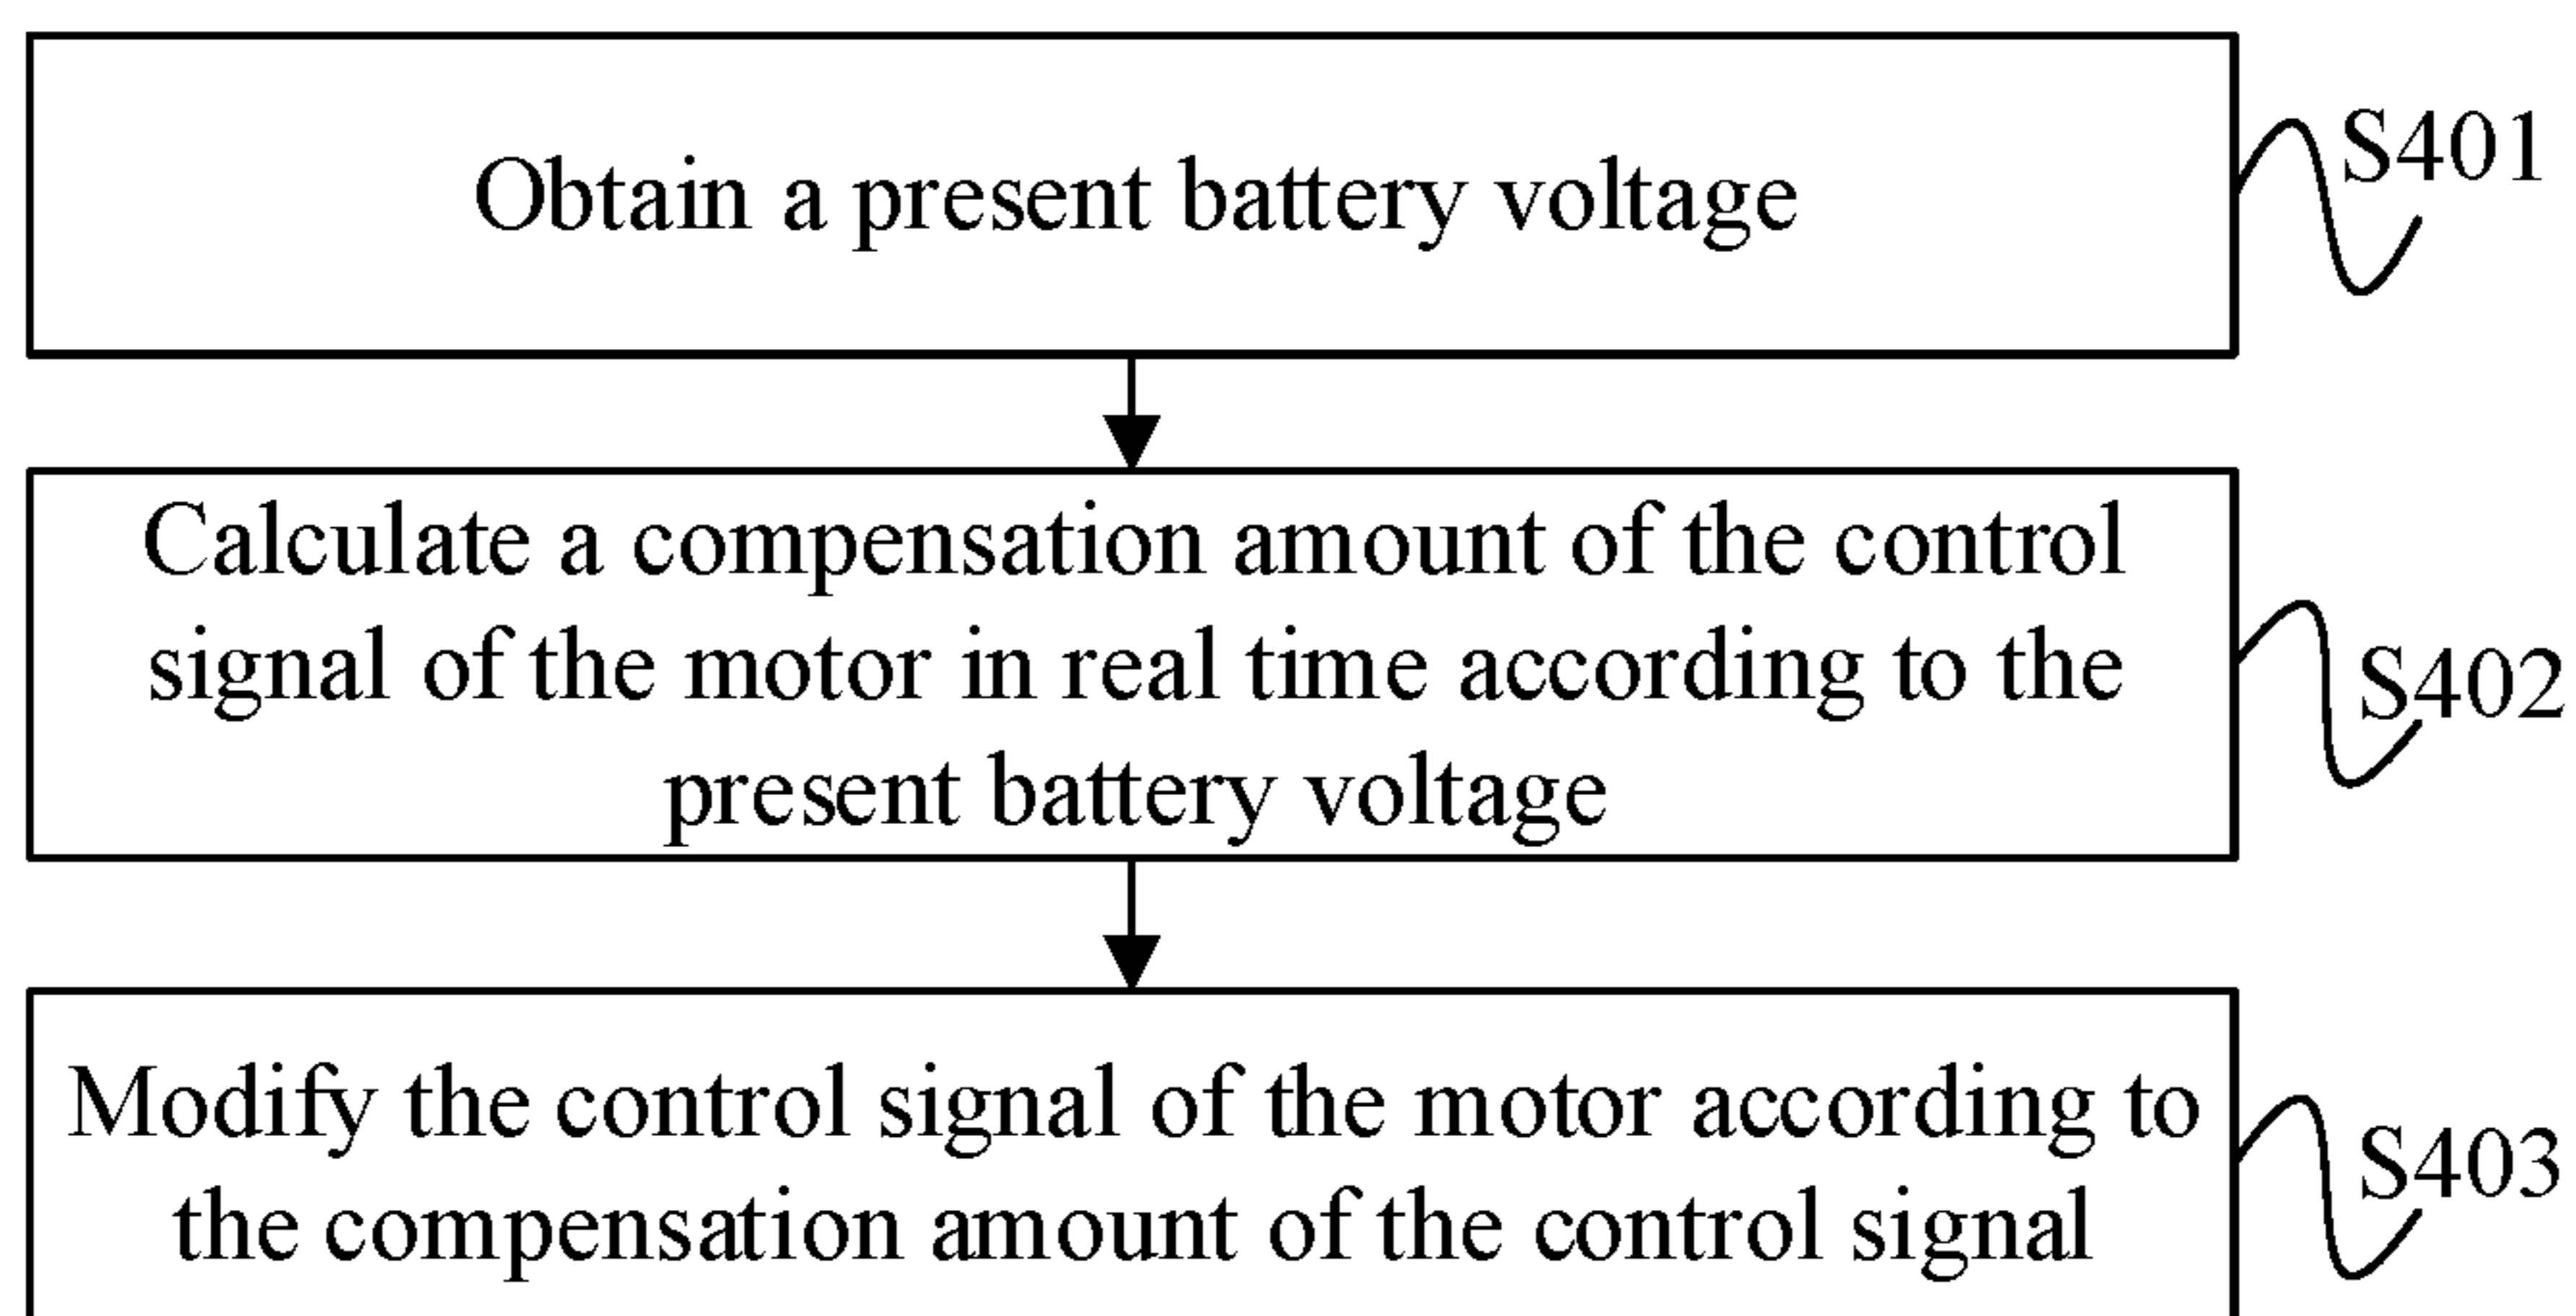 Obtain a present battery voltage
S401
Calculate a compensation amount of the control
signal of the motor in real time according to the
present battery voltage
S402
Modify the control signal of the motor according to
the compensation amount of the control signal
S403